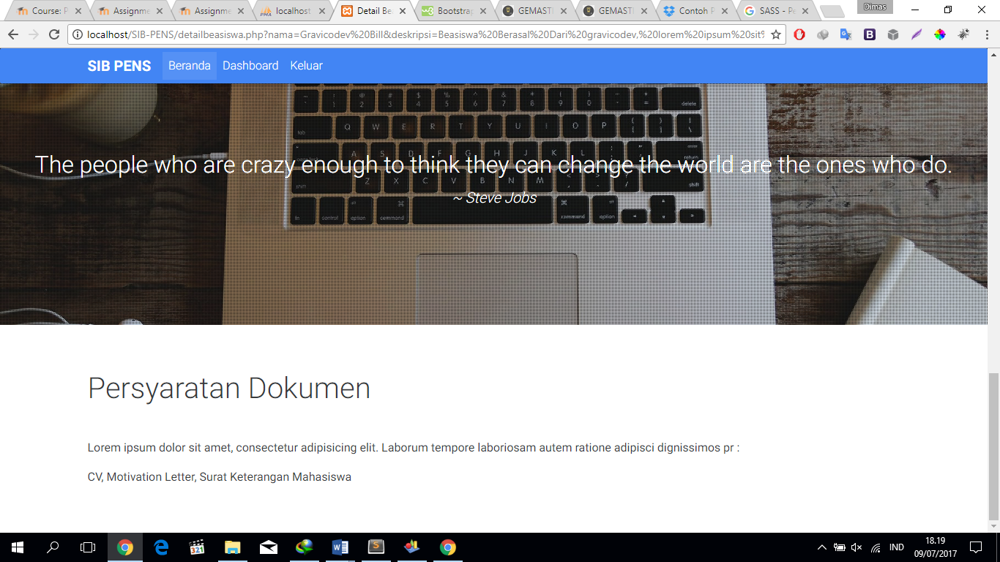 Course: P
Assignme
Assignme
localhost
Detail Be
Bootstrap
GEMASTI
GEMASTI
Contoh P
SASS - Pe
Dimas
localhost/SIB-PENS/detailbeasiswa.php?nama=Gravicodev%20Bill&deskripsi=Beasiswa%20Berasal%20Dari%20gravicodev,%20lorem%20ipsum%20sit%
SIB PENS Beranda Dashboard Keluar
The people who are crazy enough to think they can change the world are the ones who do.
~ Steve Jobs
Persyaratan Dokumen
Lorem ipsum dolor sit amet, consectetur adipisicing elit. Laborum tempore laboriosam autem ratione adipisci dignissimos pr :
CV, Motivation Letter, Surat Keterangan Mahasiswa
IND
18.19
09/07/2017